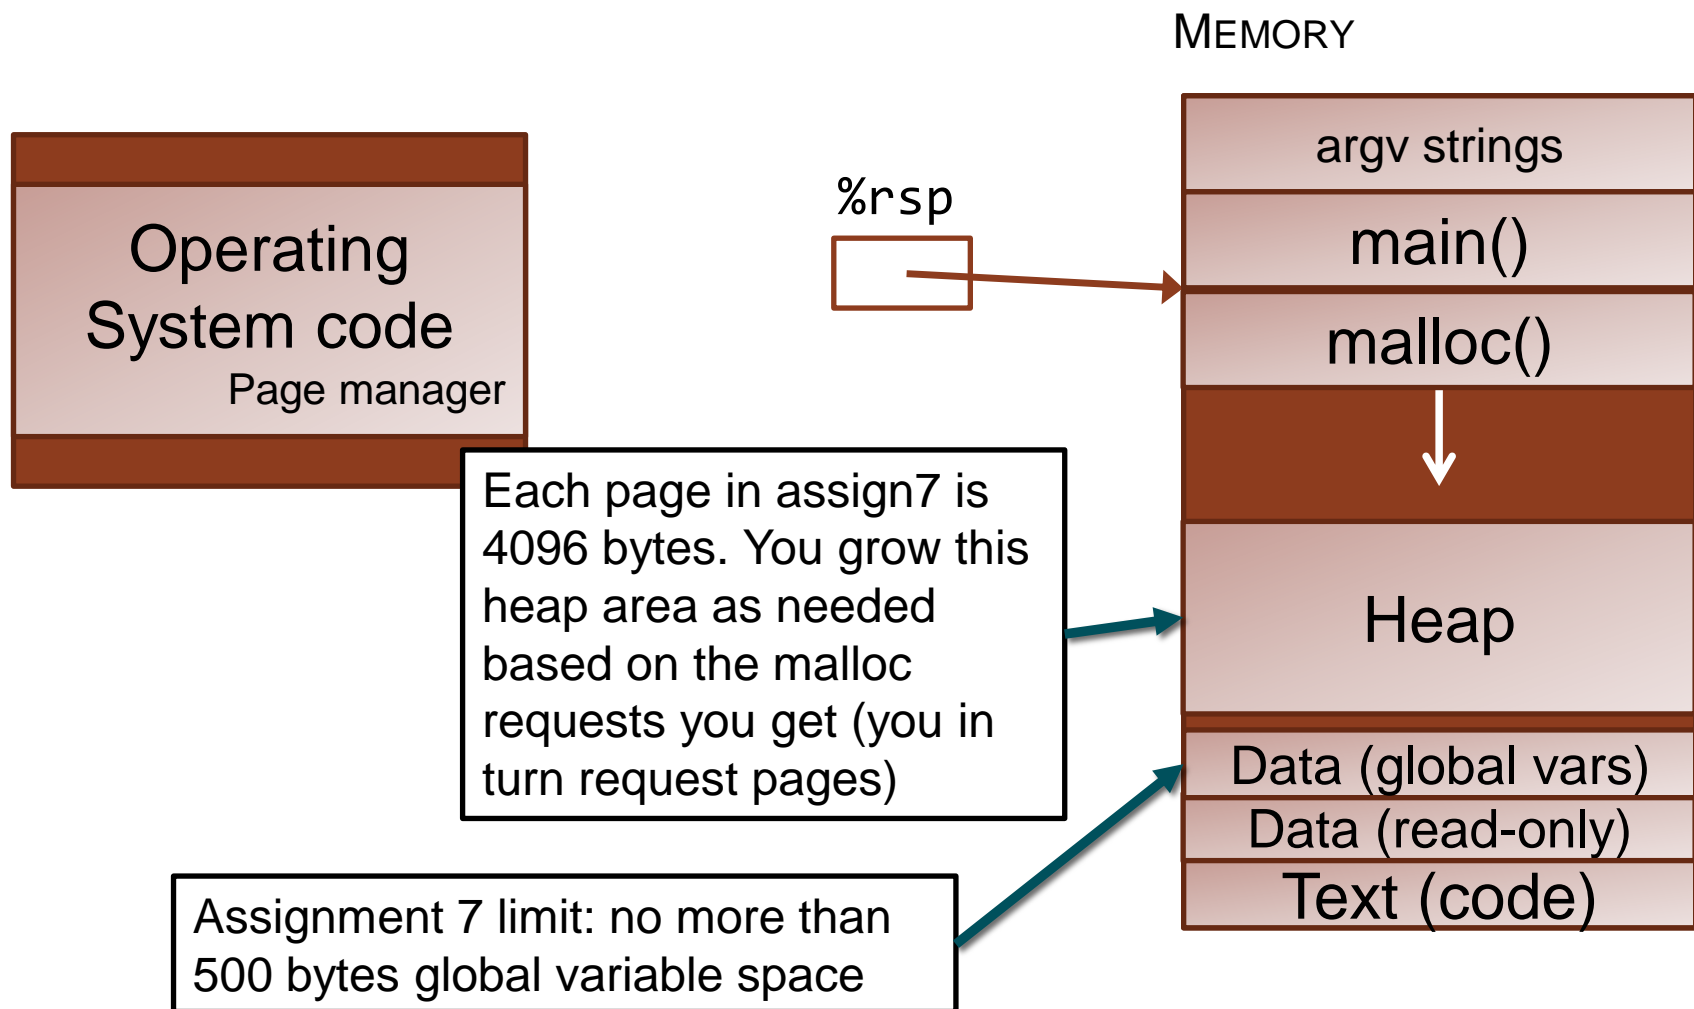 MEMORY
Operating
System code
Page manager
%rsp
argv strings
main()
malloc()
Heap
Data (global vars)
Data (read-only)
Text (code)
Each page in assign7 is
4096 bytes. You grow this
heap area as needed
based on the malloc
requests you get (you in
turn request pages)
Assignment 7 limit: no more than
500 bytes global variable space